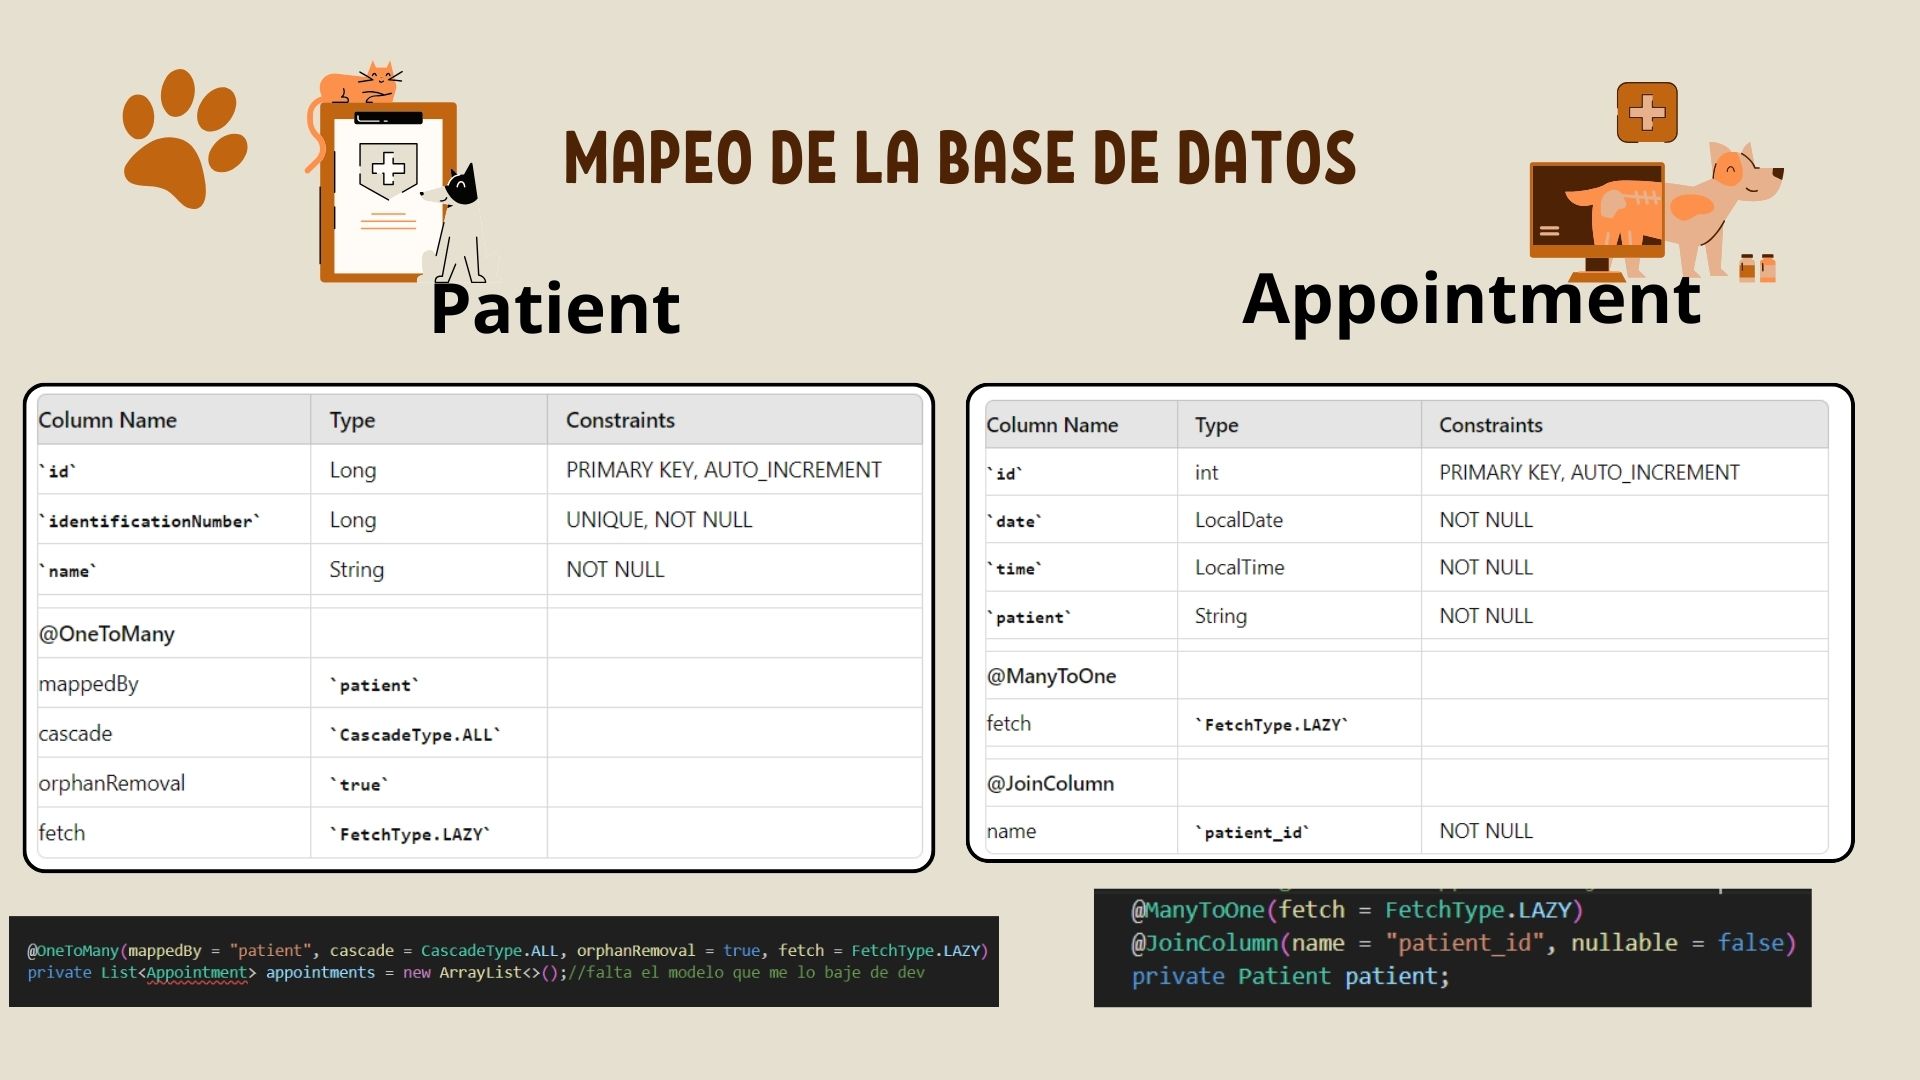 MAPEO DE LA BASE DE DATOS
Patient
Column Name Type Constraints
`id` Long PRIMARY KEY, AUTO_INCREMENT
`identificationNumber` Long UNIQUE, NOT NULL
`name` String NOT NULL
@OneToMany
mappedBy `patient`
cascade `CascadeType.ALL`
orphanRemoval `true`
fetch `FetchType.LAZY`
@OneToMany(mappedBy = "patient", cascade = CascadeType.ALL, orphanRemoval = true, fetch = FetchType.LAZY)
private List<Appointment> appointments = new ArrayList<>();//falta el modelo que me lo baje de dev
Appointment
Column Name Type Constraints
`id` int PRIMARY KEY, AUTO_INCREMENT
`date` LocalDate NOT NULL
`time` LocalTime NOT NULL
`patient` String NOT NULL
@ManyToOne
fetch `FetchType.LAZY`
@JoinColumn
name `patient_id` NOT NULL
@ManyToOne(fetch = FetchType.LAZY)
@JoinColumn(name = "patient_id", nullable = false)
private Patient patient;